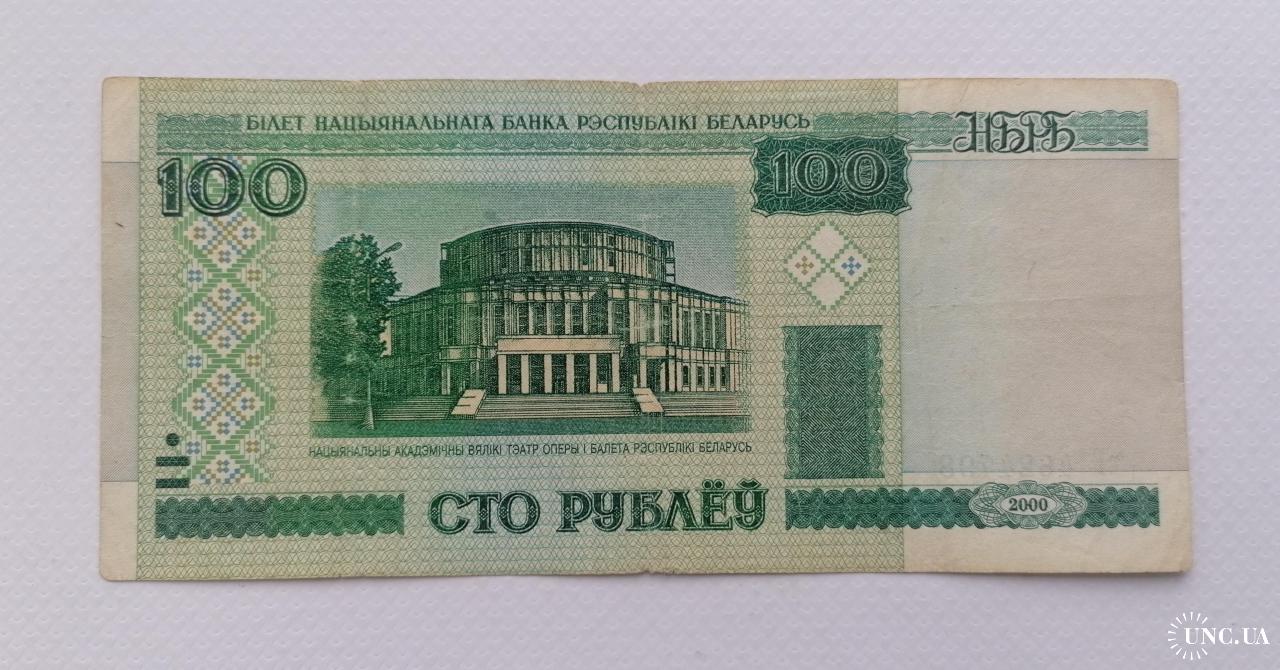 БІЛЕТ НАЦЫЯНАЛЬНАГА БАНКА РЭСПУБЛІКІ БЕЛАРУСЬ
НБРБ
100
100
НАЦЫЯНАЛЬНЫ АКАДЭМІЧНЫ ВЯЛІКІ ТЭАТР ОПЕРЫ І БАЛЕТА РЭСПУБЛІКІ БЕЛАРУСЬ
СТО РУБЛЁЎ
2000
UNC.UA